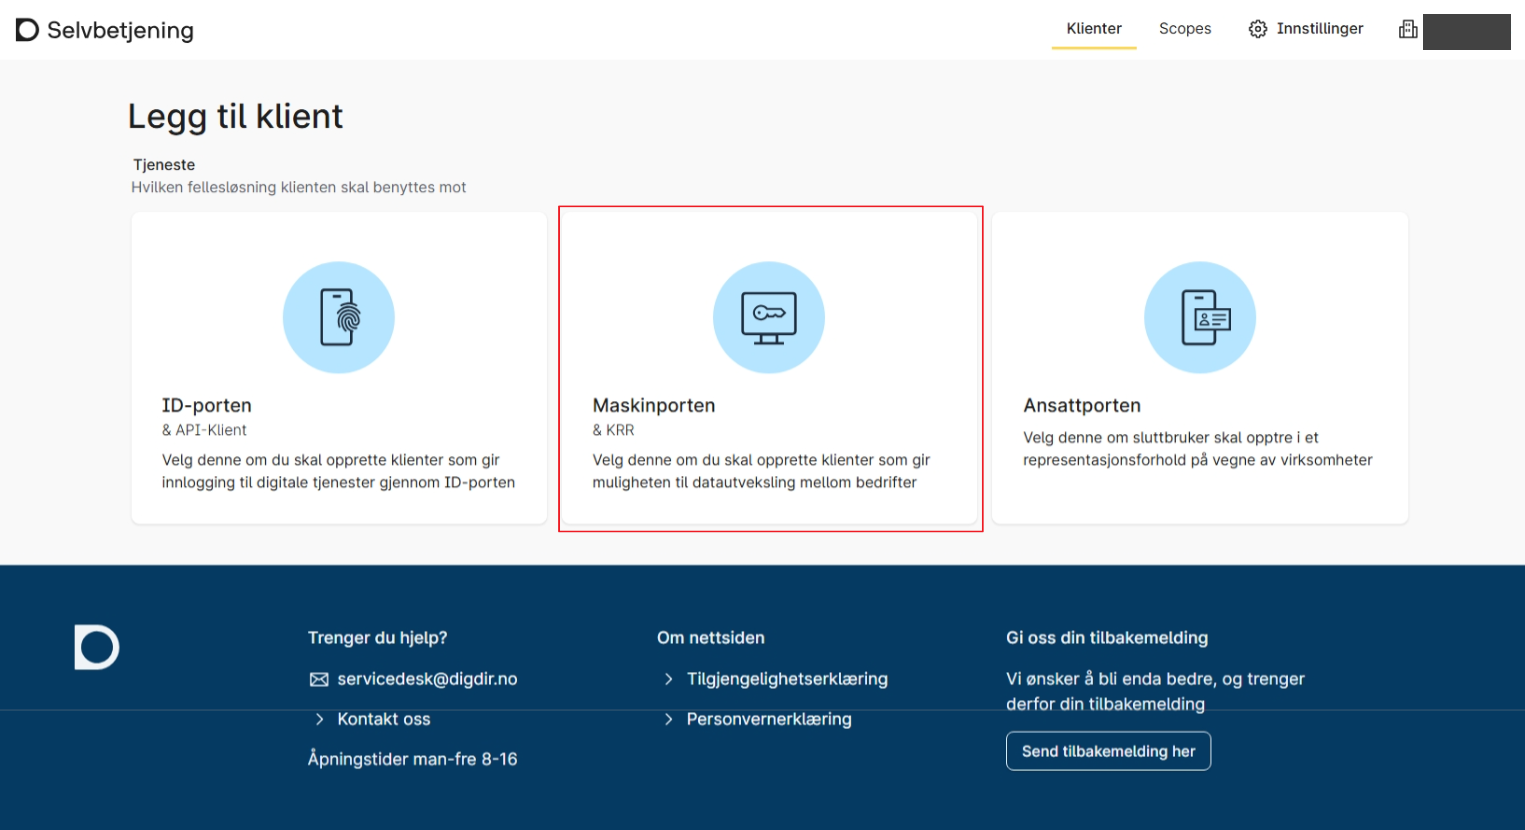 Selvbetjening
Klienter
Scopes
Innstillinger
Legg til klient
Tjeneste
Hvilken fellesløsning klienten skal benyttes mot
ID-porten
& API-Klient
Velg denne om du skal opprette klienter som gir
innlogging til digitale tjenester gjennom ID-porten
Maskinporten
& KRR
Velg denne om du skal opprette klienter som gir
muligheten til datautveksling mellom bedrifter
Ansattporten
Velg denne om sluttbruker skal opptre i et
representasjonsforhold på vegne av virksomheter
Trenger du hjelp?
servicedesk@digdir.no
Kontakt oss
Åpningstider man-fre 8-16
Om nettsiden
Tilgjengelighetserklæring
Personvernerklæring
Gi oss din tilbakemelding
Vi ønsker å bli enda bedre, og trenger
derfor din tilbakemelding
Send tilbakemelding her